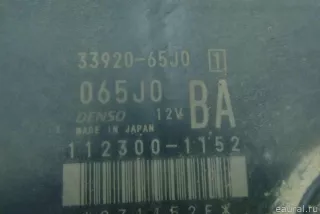 33920-65J0 1
065J0
DENSO 12V BA
MADE IN JAPAN
112300-1152
eaural.ru